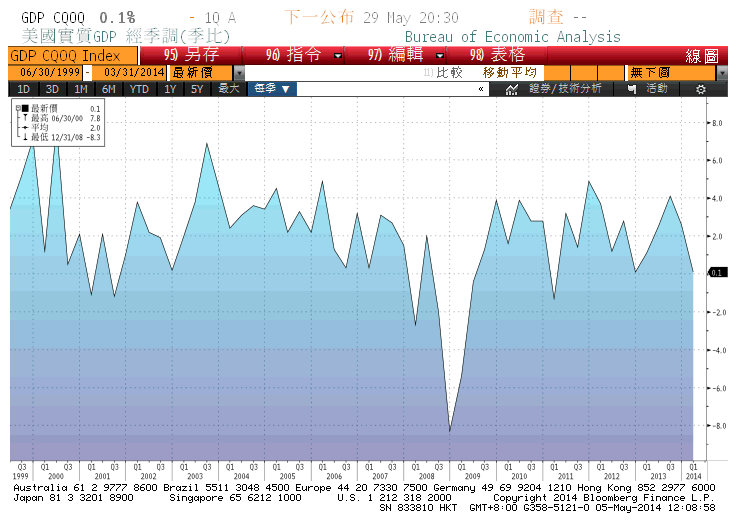 GDP CQOQ 0.1% - 1Q A 下一公布 29 May 20:30 調查 --
美國實質GDP 經季調(季比) Bureau of Economic Analysis
GDP CQOQ Index 95) 另存 96) 指令 97) 編輯 98) 表格 線圖
06/30/1999 - 03/31/2014 最新價 比較 移動平均 無下價
1D 3D 1M 6M YTD 1Y 5Y 最大 每季 ▼ « 證券/技術分析 活動
最新價 0.1
最高 06/30/00 7.8
平均 2.0
最低 12/31/08 -8.3
8.0
6.0
4.0
2.0
0.1
-2.0
-4.0
-6.0
-8.0
Q3 Q1 Q3 Q1 Q3 Q1 Q3 Q1 Q3 Q1 Q3 Q1 Q3 Q1 Q3 Q1 Q3 Q1 Q3 Q1 Q3 Q1 Q3 Q1 Q3 Q1 Q3 Q1 Q3 Q1
1999 2000 2001 2002 2003 2004 2005 2006 2007 2008 2009 2010 2011 2012 2013 2014
Australia 61 2 9777 8600 Brazil 5511 3048 4500 Europe 44 20 7330 7500 Germany 49 69 9204 1210 Hong Kong 852 2977 6000
Japan 81 3 3201 8900 Singapore 65 6212 1000 U.S. 1 212 318 2000 Copyright 2014 Bloomberg Finance L.P.
SN 833810 HKT GMT+8:00 G358-5121-0 05-May-2014 12:08:58